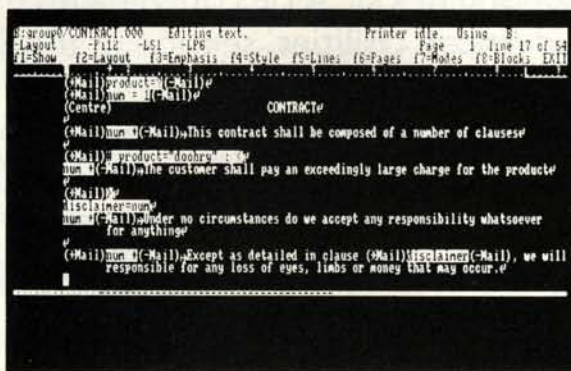 B:group0/CONTRACT.000 Editing text. Printer idle. Using B:
-Layout -Pi12 -LS1 -LP6 Page 1 line 17 of 54
f1=Show f2=Layout f3=Emphasis f4=Style f5=Lines f6=Pages f7=Modes f8=Blocks EXIT
(+Mail)product=?(-Mail)↵
(+Mail)num = 1(-Mail)↵
(Centre) CONTRACT↵
↵
(+Mail)num +(-Mail)→This contract shall be composed of a number of clauses↵
↵
(+Mail)# product="doohry" : <↵
num +(-Mail)→The customer shall pay an exceedingly large charge for the product↵
↵
(+Mail)>↵
disclaimer=num↵
num +(-Mail)→Under no circumstances do we accept any responsibility whatsoever
for anything↵
↵
(+Mail)num +(-Mail)→Except as detailed in clause (+Mail)disclaimer(-Mail), we will
responsible for any loss of eyes, limbs or money that may occur.↵